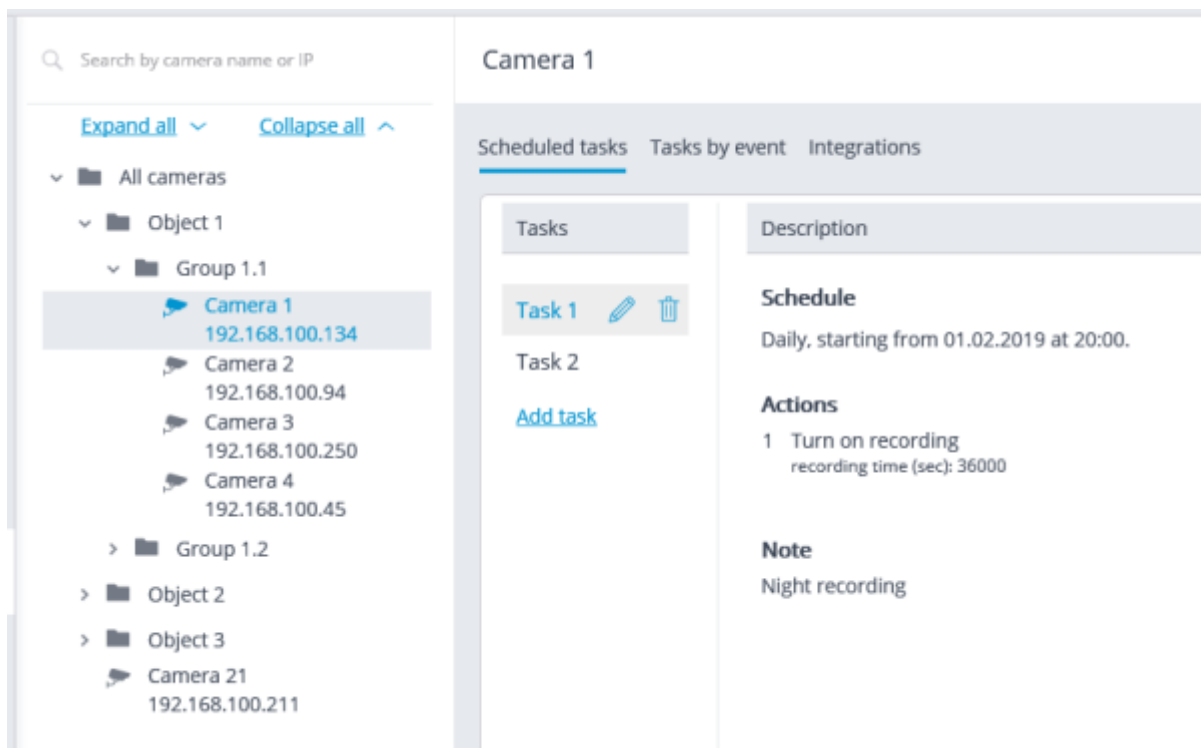 Search by camera name or IP
Expand all
Collapse all
All cameras
Object 1
Group 1.1
Camera 1
192.168.100.134
Camera 2
192.168.100.94
Camera 3
192.168.100.250
Camera 4
192.168.100.45
Group 1.2
Object 2
Object 3
Camera 21
192.168.100.211
Camera 1
Scheduled tasks Tasks by event Integrations
Tasks
Task 1
Task 2
Add task
Description
Schedule
Daily, starting from 01.02.2019 at 20:00.
Actions
1 Turn on recording
recording time (sec): 36000
Note
Night recording